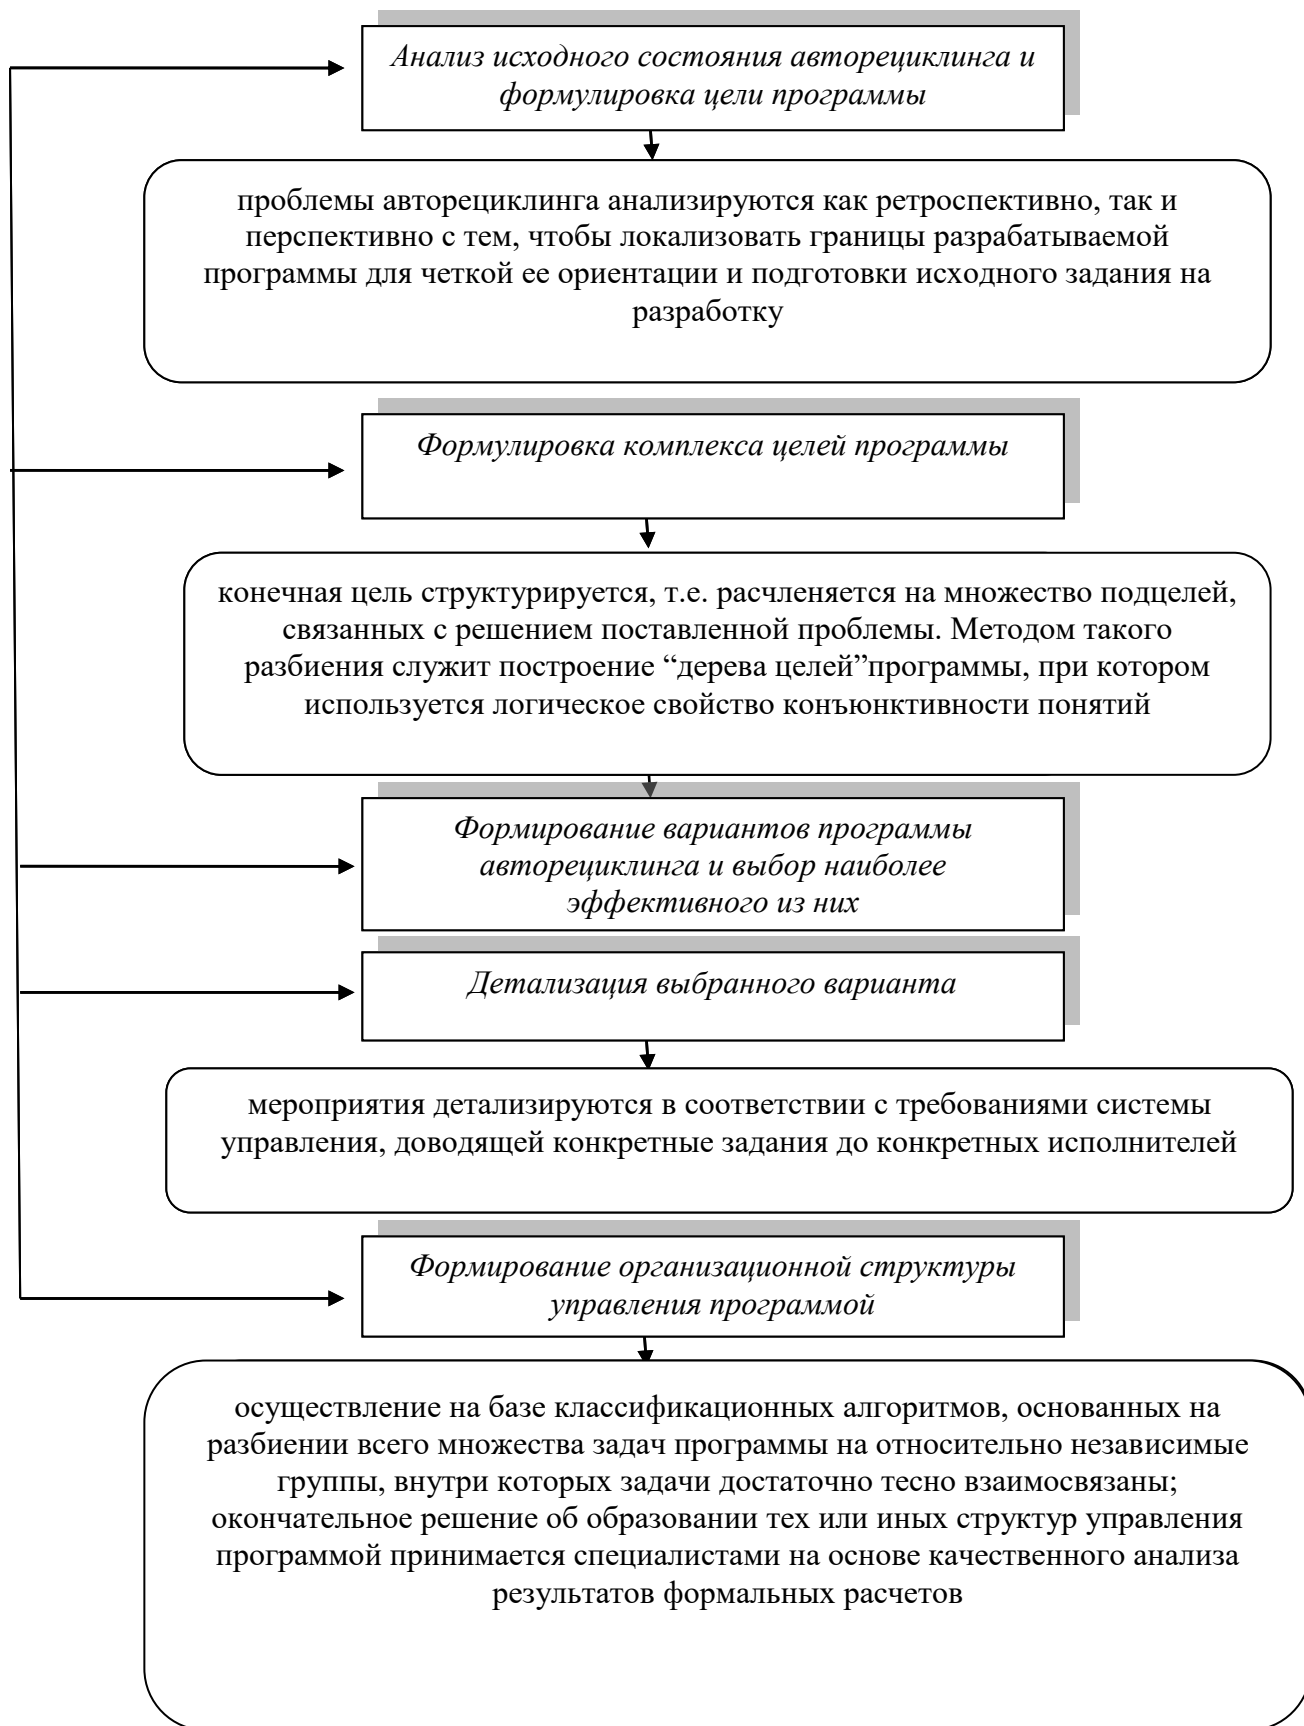 Анализ исходного состояния авторециклинга и
формулировка цели программы
проблемы авторециклинга анализируются как ретроспективно, так и
перспективно с тем, чтобы локализовать границы разрабатываемой
программы для четкой ее ориентации и подготовки исходного задания на
разработку
Формулировка комплекса целей программы
конечная цель структурируется, т.е. расчленяется на множество подцелей,
связанных с решением поставленной проблемы. Методом такого
разбиения служит построение “дерева целей”программы, при котором
используется логическое свойство конъюнктивности понятий
Формирование вариантов программы
авторециклинга и выбор наиболее
эффективного из них
Детализация выбранного варианта
мероприятия детализируются в соответствии с требованиями системы
управления, доводящей конкретные задания до конкретных исполнителей
Формирование организационной структуры
управления программой
осуществление на базе классификационных алгоритмов, основанных на
разбиении всего множества задач программы на относительно независимые
группы, внутри которых задачи достаточно тесно взаимосвязаны;
окончательное решение об образовании тех или иных структур управления
программой принимается специалистами на основе качественного анализа
результатов формальных расчетов